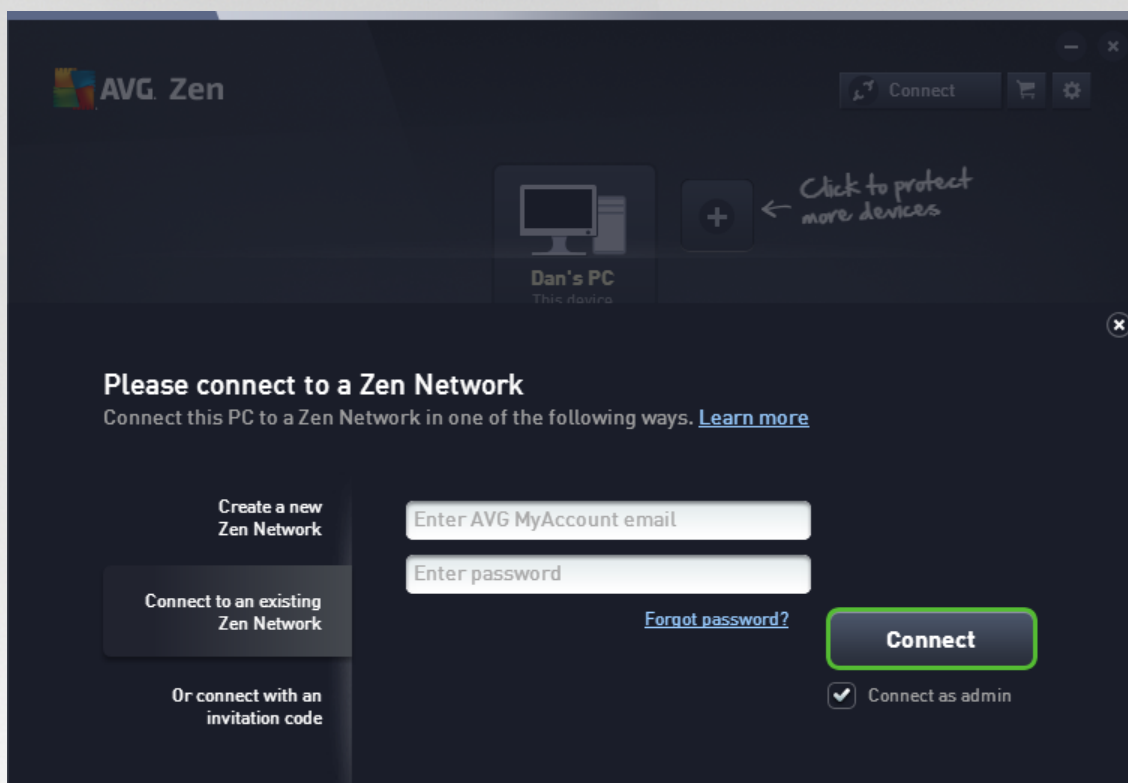 AVG. Zen
Connect
Click to protect
more devices
Dan's PC
This device
Please connect to a Zen Network
Connect this PC to a Zen Network in one of the following ways. Learn more
Create a new
Zen Network
Enter AVG MyAccount email
Enter password
Connect to an existing
Zen Network
Forgot password?
Connect
Or connect with an
invitation code
Connect as admin